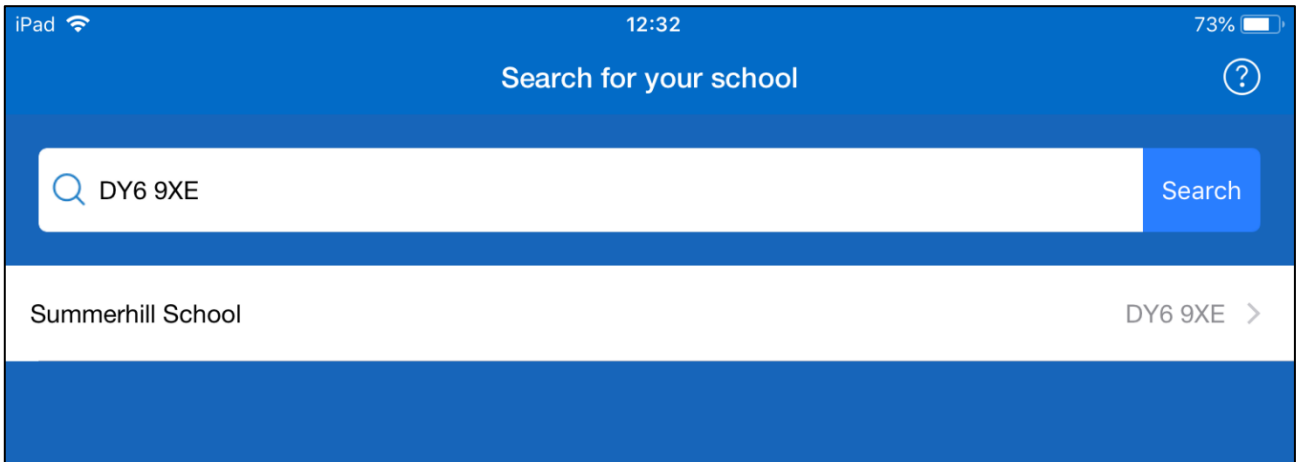 iPad 12:32 73%
Search for your school
?
DY6 9XE Search
Summerhill School DY6 9XE